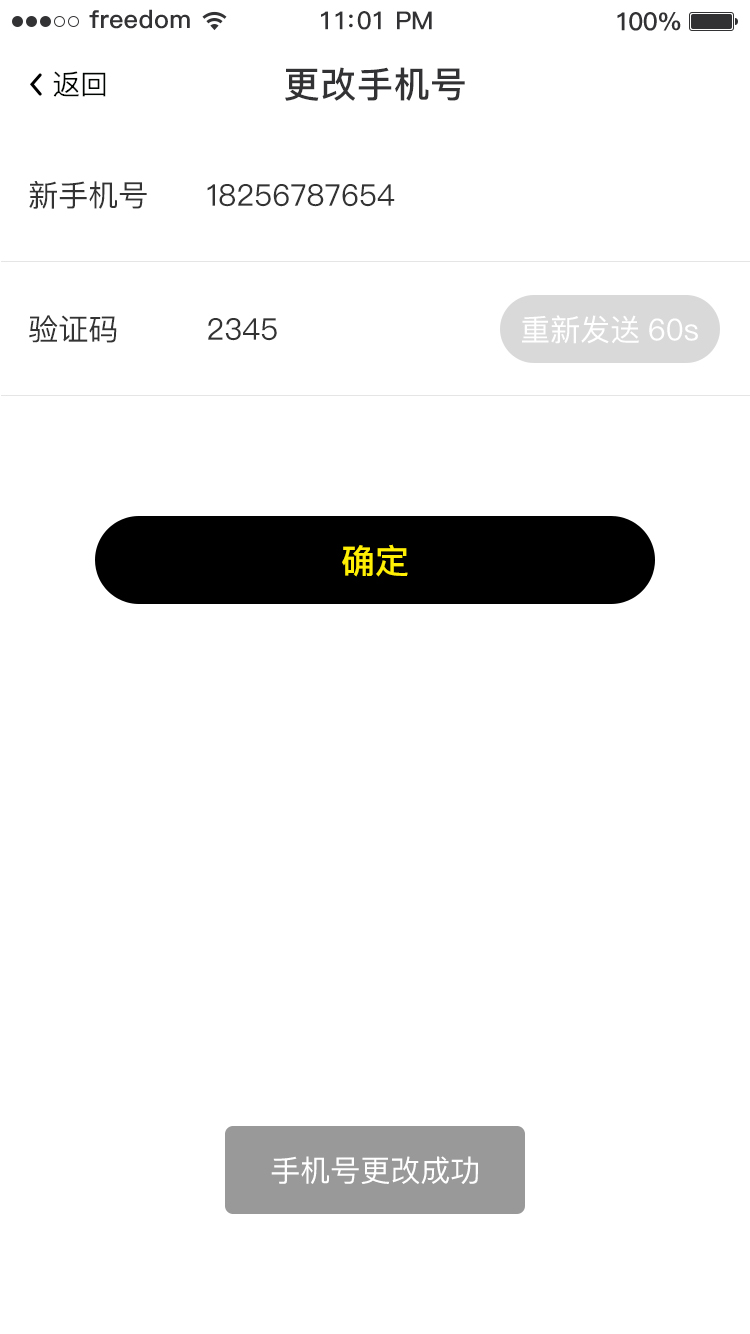 freedom 11:01 PM 100%
返回 更改手机号
新手机号 18256787654
验证码 2345 重新发送 60s
确定
手机号更改成功